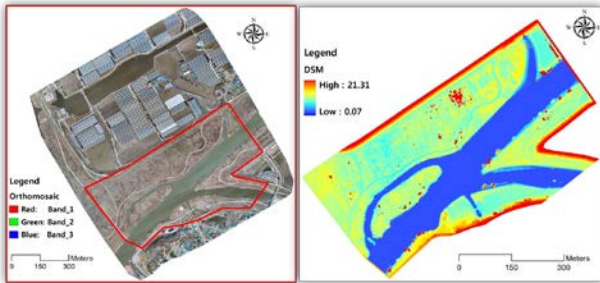 N
W E
S
Legend
Orthomosaic
Red: Band_1
Green: Band_2
Blue: Band_3
0 150 300
Meters
N
W E
S
Legend
DSM
High : 21.31
Low : 0.07
0 150 300
Meters